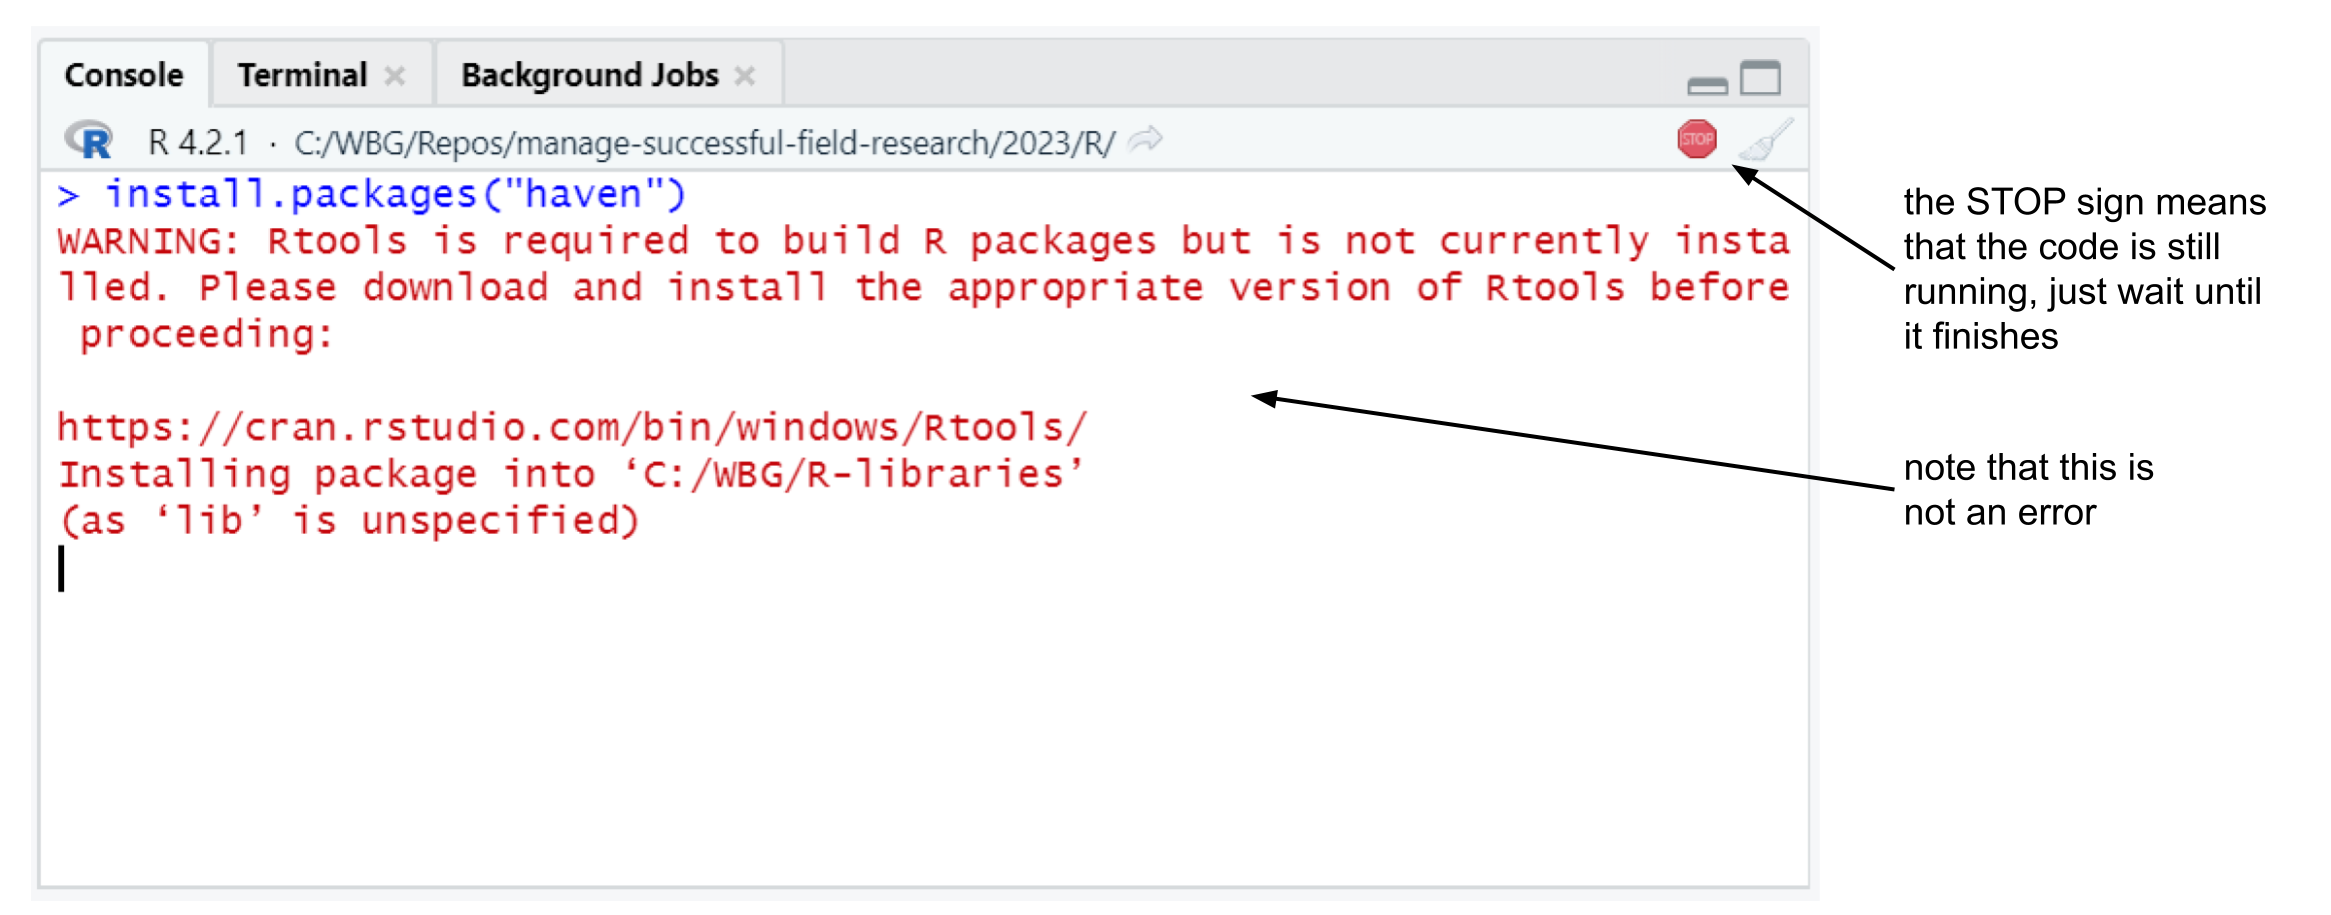 Console Terminal Background Jobs
R R 4.2.1 · C:/WBG/Repos/manage-successful-field-research/2023/R/ STOP
> install.packages("haven")
WARNING: Rtools is required to build R packages but is not currently insta
lled. Please download and install the appropriate version of Rtools before
proceeding:
https://cran.rstudio.com/bin/windows/Rtools/
Installing package into ‘C:/WBG/R-libraries’
(as ‘lib’ is unspecified)
the STOP sign means
that the code is still
running, just wait until
it finishes
note that this is
not an error